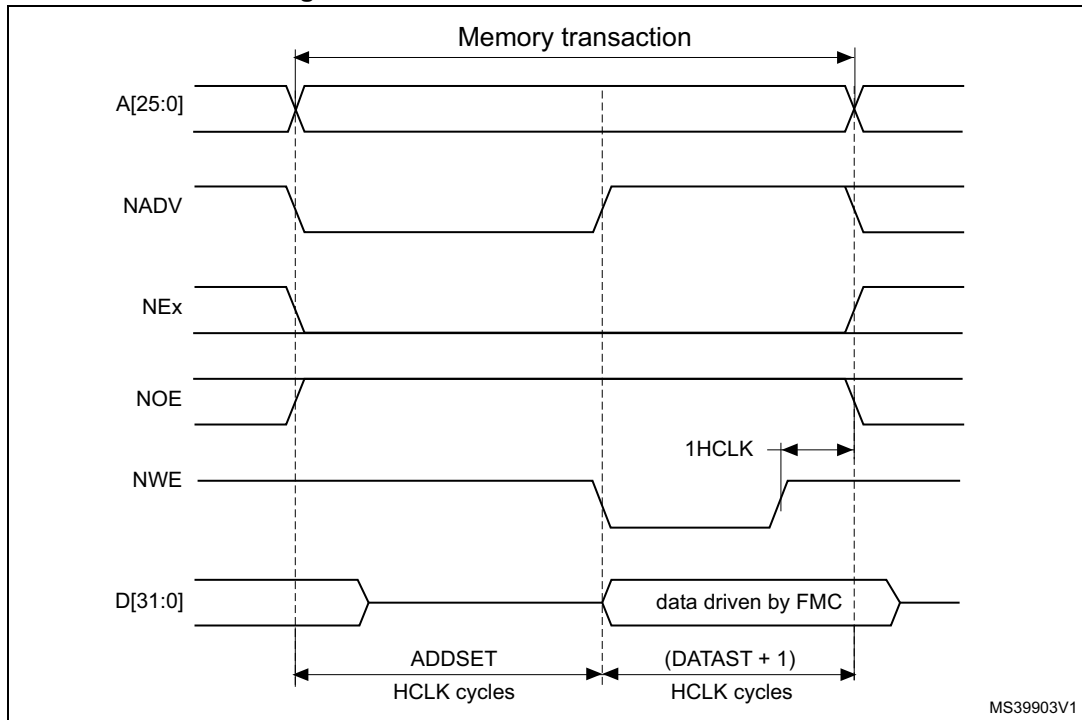 Memory transaction
A[25:0]
NADV
NEx
NOE
1HCLK
NWE
D[31:0]
data driven by FMC
ADDSET
HCLK cycles
(DATAST + 1)
HCLK cycles
MS39903V1